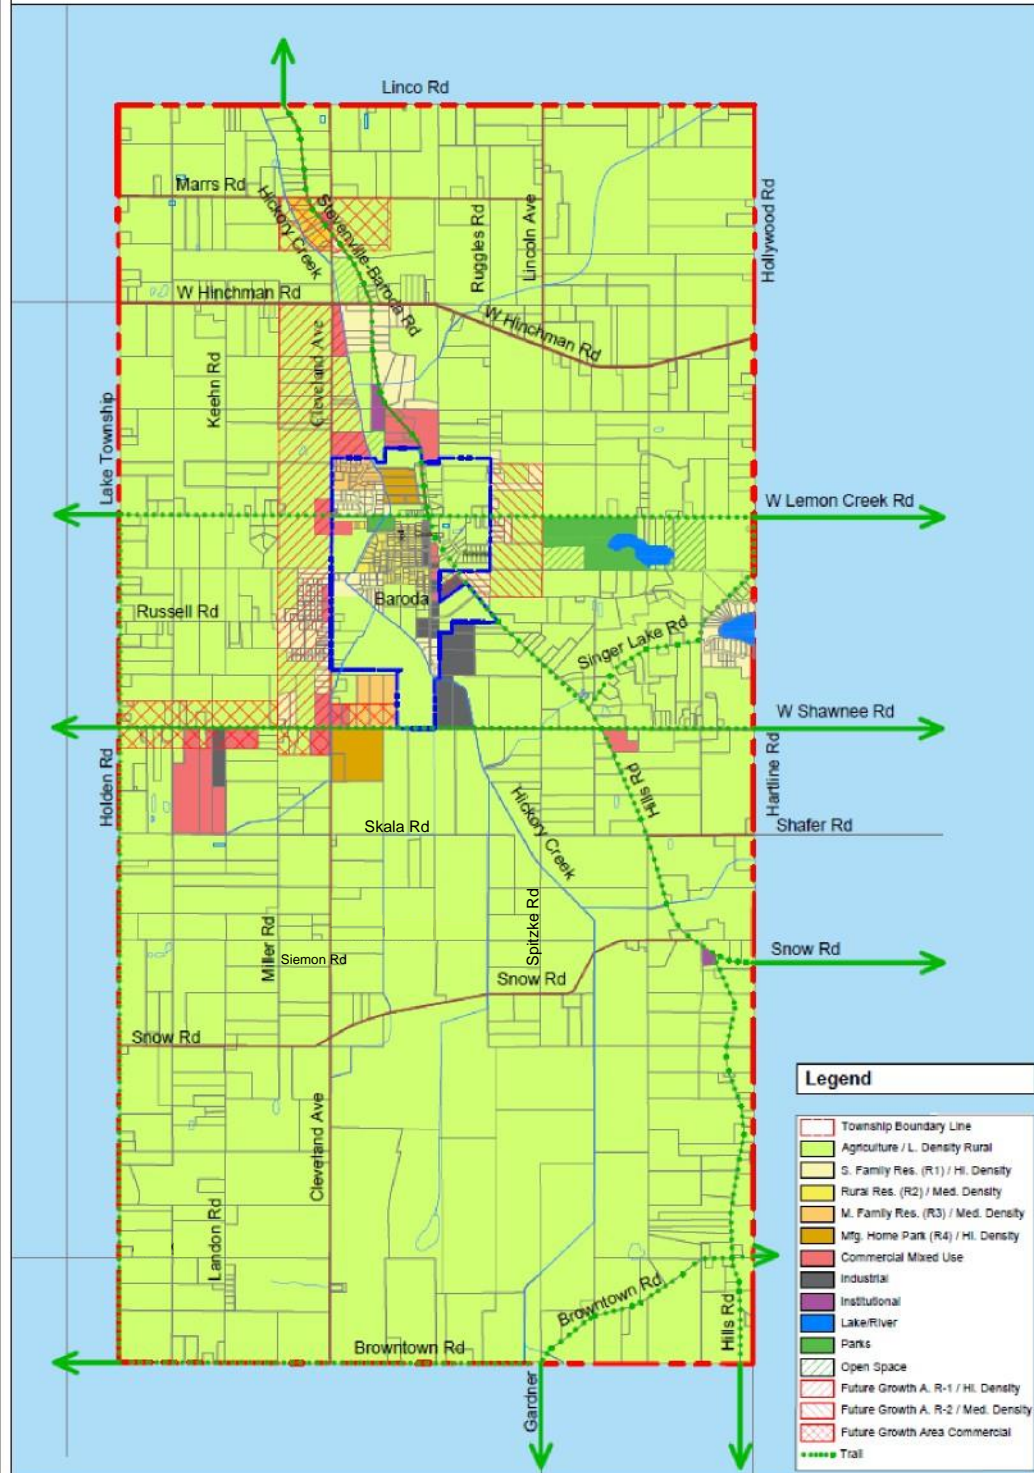 Linco Rd
Marrs Rd
Hickory Creek
Stevenville-Baroda Rd
Ruggles Rd
Lincoln Ave
Hollywood Rd
W Hinchman Rd
W Hinchman Rd
Keehn Rd
Cleveland Ave
Lake Township
W Lemon Creek Rd
Baroda
Russell Rd
Singer Lake Rd
W Shawnee Rd
Holden Rd
Hills Rd
Hartline Rd
Skala Rd
Hickory Creek
Shafer Rd
Miller Rd
Siemon Rd
Spitzke Rd
Snow Rd
Snow Rd
Snow Rd
Cleveland Ave
Landon Rd
Browntown Rd
Browntown Rd
Hills Rd
Gardner
Legend
Township Boundary Line
Agriculture / L. Density Rural
S. Family Res. (R1) / Hi. Density
Rural Res. (R2) / Med. Density
M. Family Res. (R3) / Med. Density
Mfg. Home Park (R4) / Hi. Density
Commercial Mixed Use
Industrial
Institutional
Lake/River
Parks
Open Space
Future Growth A. R-1 / Hi. Density
Future Growth A. R-2 / Med. Density
Future Growth Area Commercial
Trail